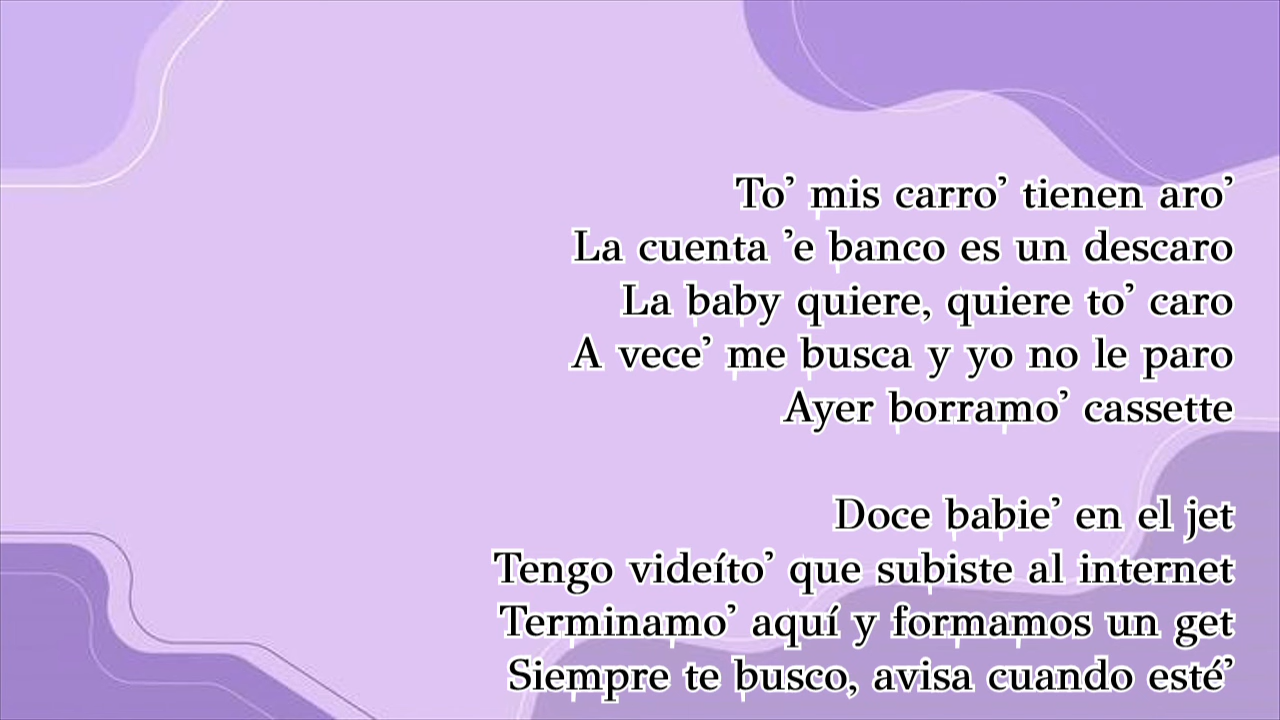 To’ mis carro’ tienen aro’
La cuenta ’e banco es un descaro
La baby quiere, quiere to’ caro
A vece’ me busca y yo no le paro
Ayer borramo’ cassette
Doce babie’ en el jet
Tengo videíto’ que subiste al internet
Terminamo’ aquí y formamos un get
Siempre te busco, avisa cuando esté’